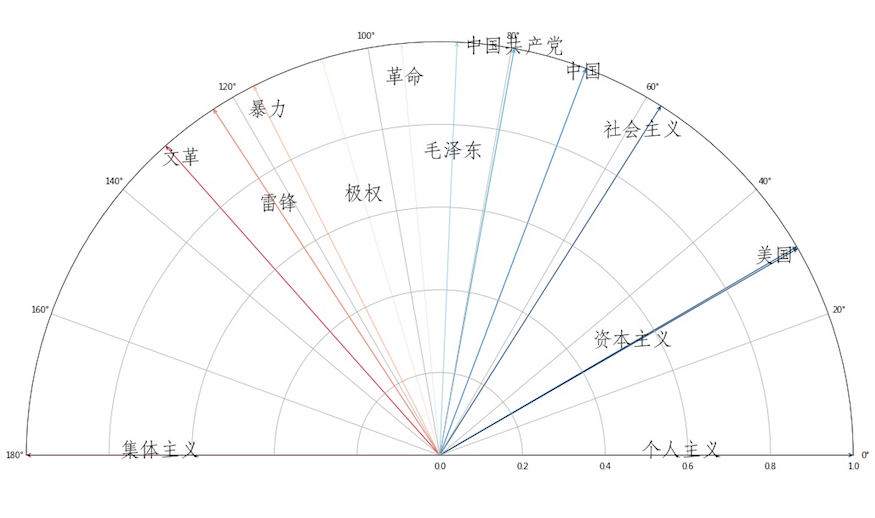 100°
中国共产党
80°
中国
革命
120°
暴力
60°
社会主义
毛泽东
文革
140°
40°
极权
雷锋
美国
160°
20°
资本主义
180°
集体主义
个人主义
0°
0.0
0.2
0.4
0.6
0.8
1.0